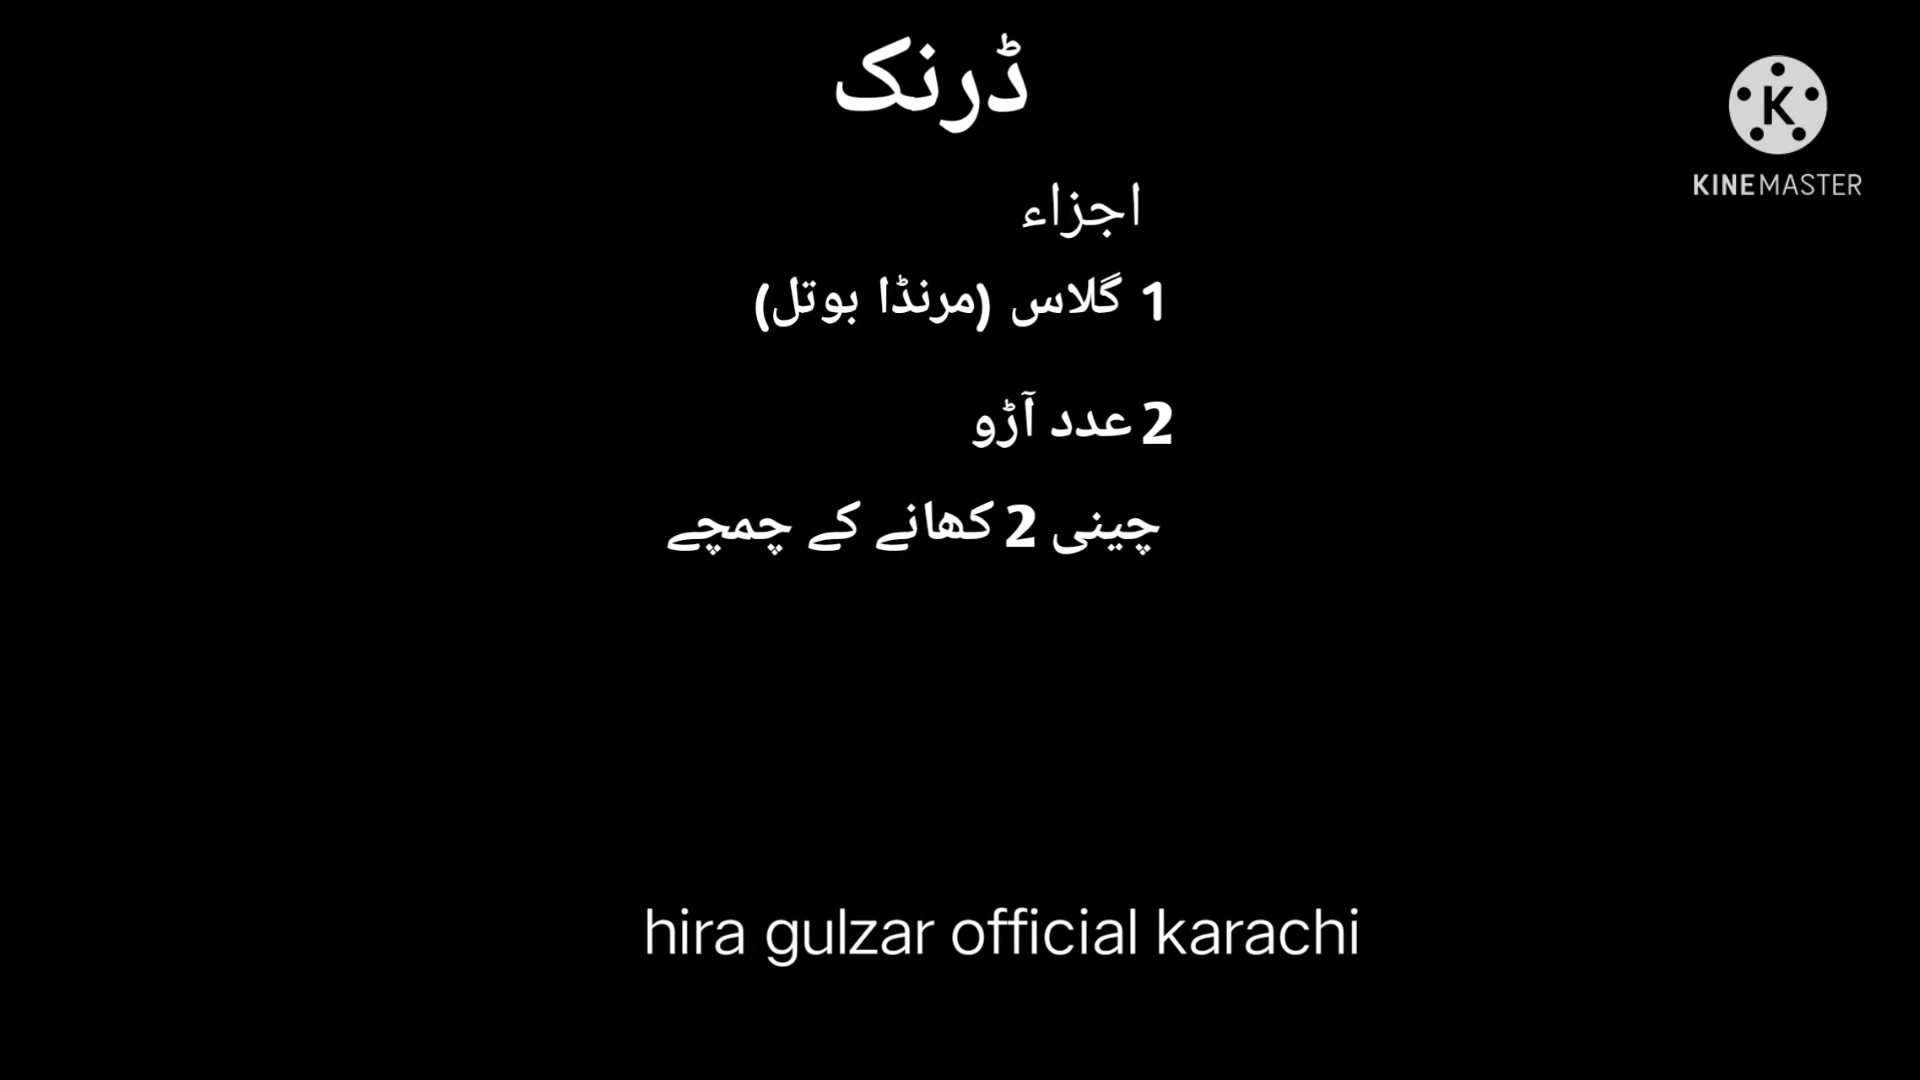 ڈرنک
KINEMASTER
اجزاء
1 گلاس (مرنڈا بوتل)
2 عدد آڑو
چینی 2 کھانے کے چمچے
hira gulzar official karachi